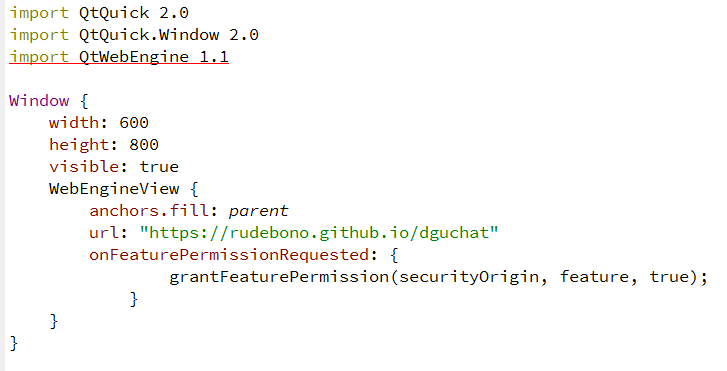 import QtQuick 2.0
import QtQuick.Window 2.0
import QtWebEngine 1.1
Window {
width: 600
height: 800
visible: true
WebEngineView {
anchors.fill: parent
url: "https://rudebono.github.io/dguchat"
onFeaturePermissionRequested: {
grantFeaturePermission(securityOrigin, feature, true);
}
}
}